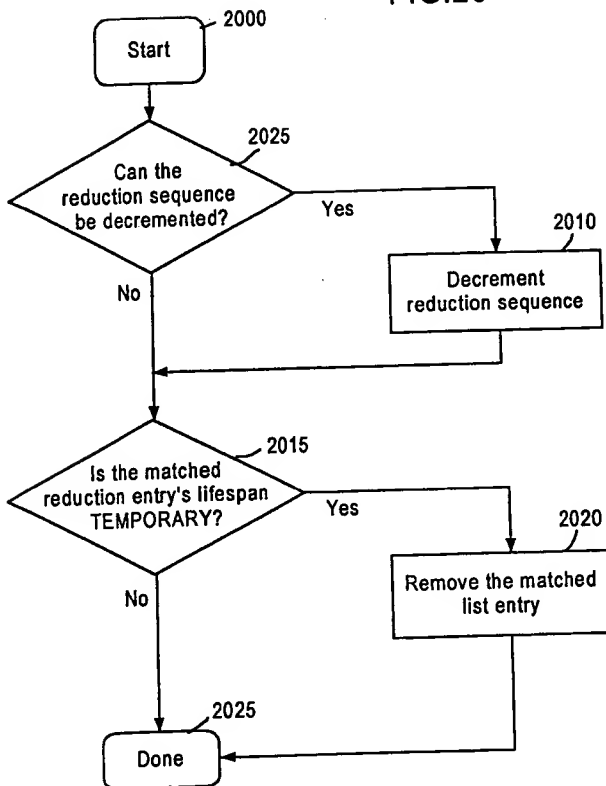 2000
Start
2025
Can the
reduction sequence
be decremented?
Yes
2010
Decrement
reduction sequence
No
2015
Is the matched
reduction entry's lifespan
TEMPORARY?
Yes
2020
Remove the matched
list entry
No
2025
Done